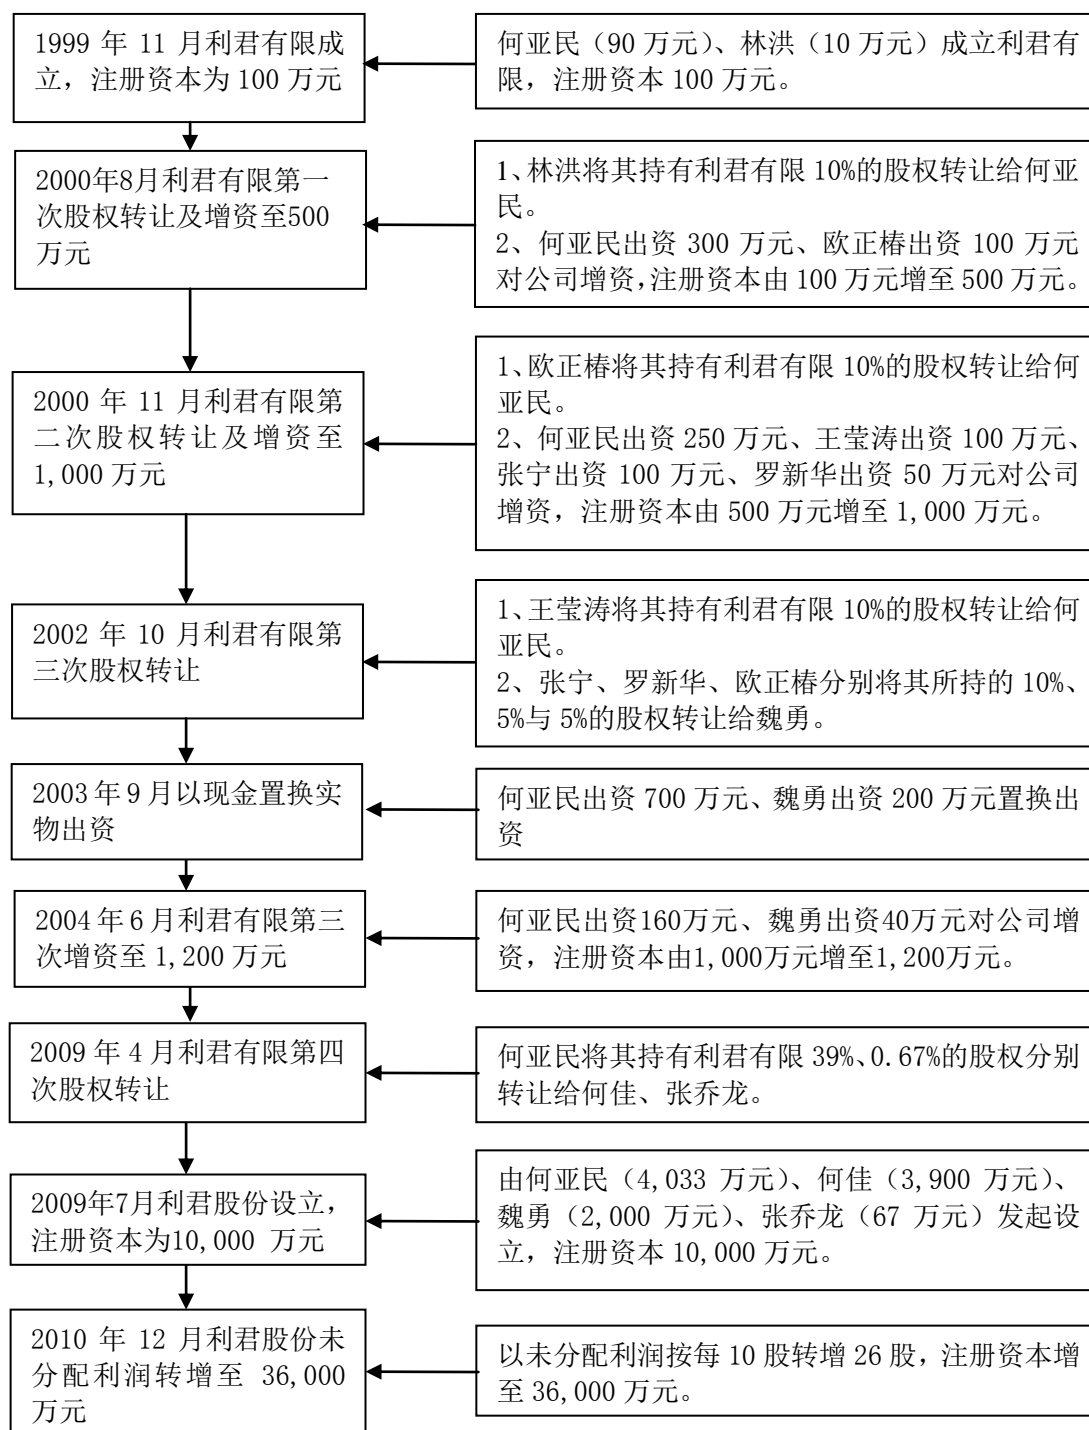 1999 年 11 月利君有限成
立，注册资本为 100 万元
何亚民（90 万元）、林洪（10 万元）成立利君有
限，注册资本 100 万元。
2000年8月利君有限第一
次股权转让及增资至500
万元
1、林洪将其持有利君有限 10%的股权转让给何亚
民。
2、何亚民出资 300 万元、欧正椿出资 100 万元
对公司增资，注册资本由 100 万元增至 500 万元。
2000 年 11 月利君有限第
二次股权转让及增资至
1,000 万元
1、欧正椿将其持有利君有限 10%的股权转让给何
亚民。
2、何亚民出资 250 万元、王莹涛出资 100 万元、
张宁出资 100 万元、罗新华出资 50 万元对公司
增资，注册资本由 500 万元增至 1,000 万元。
2002 年 10 月利君有限第
三次股权转让
1、王莹涛将其持有利君有限 10%的股权转让给何
亚民。
2、张宁、罗新华、欧正椿分别将其所持的 10%、
5%与 5%的股权转让给魏勇。
2003 年 9 月以现金置换实
物出资
何亚民出资 700 万元、魏勇出资 200 万元置换出
资
2004 年 6 月利君有限第三
次增资至 1,200 万元
何亚民出资160万元、魏勇出资40万元对公司增
资，注册资本由1,000万元增至1,200万元。
2009 年 4 月利君有限第四
次股权转让
何亚民将其持有利君有限 39%、0.67%的股权分别
转让给何佳、张乔龙。
2009年7月利君股份设立，
注册资本为10,000 万元
由何亚民（4,033 万元）、何佳（3,900 万元）、
魏勇（2,000 万元）、张乔龙（67 万元）发起设
立，注册资本 10,000 万元。
2010 年 12 月利君股份未
分配利润转增至 36,000
万元
以未分配利润按每 10 股转增 26 股，注册资本增
至 36,000 万元。